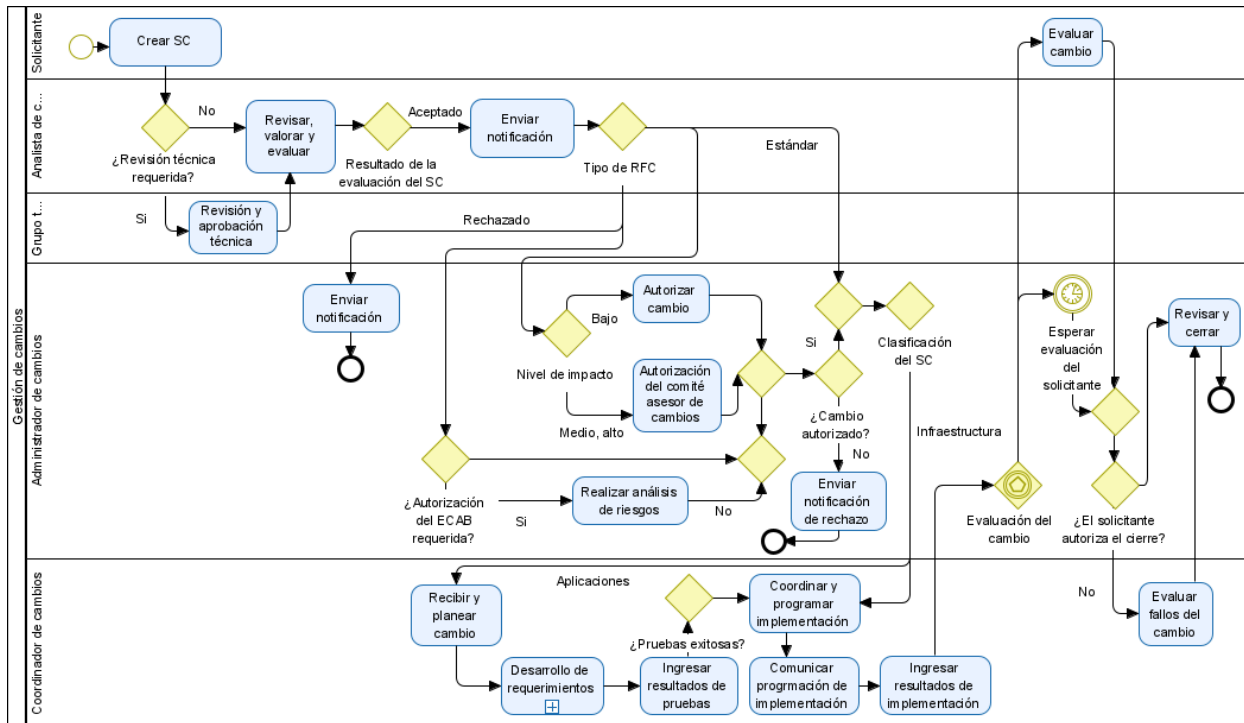 Gestión de cambios
Solicitante
Crear SC
Evaluar
cambio
Analista de c...
¿Revisión técnica
requerida?
No
Revisar,
valorar y
evaluar
Resultado de la
evaluación del SC
Aceptado
Enviar
notificación
Tipo de RFC
Estándar
Grupo t...
Si
Revisión y
aprobación
técnica
Rechazado
Administrador de cambios
Enviar
notificación
Nivel de impacto
Bajo
Autorizar
cambio
Medio, alto
Autorización
del comité
asesor de
cambios
Si
¿Cambio
autorizado?
No
Enviar
notificación
de rechazo
Clasificación
del SC
Infraestructura
¿Autorización
del ECAB
requerida?
Si
Realizar análisis
de riesgos
No
Evaluación del
cambio
Esperar
evaluación
del
solicitante
¿El solicitante
autoriza el cierre?
Revisar y
cerrar
Coordinador de cambios
Recibir y
planear
cambio
Aplicaciones
Desarrollo de
requerimientos
Ingresar
resultados de
pruebas
¿Pruebas exitosas?
Coordinar y
programar
implementación
Comunicar
progrmación de
implementación
Ingresar
resultados de
implementación
No
Evaluar
fallos del
cambio